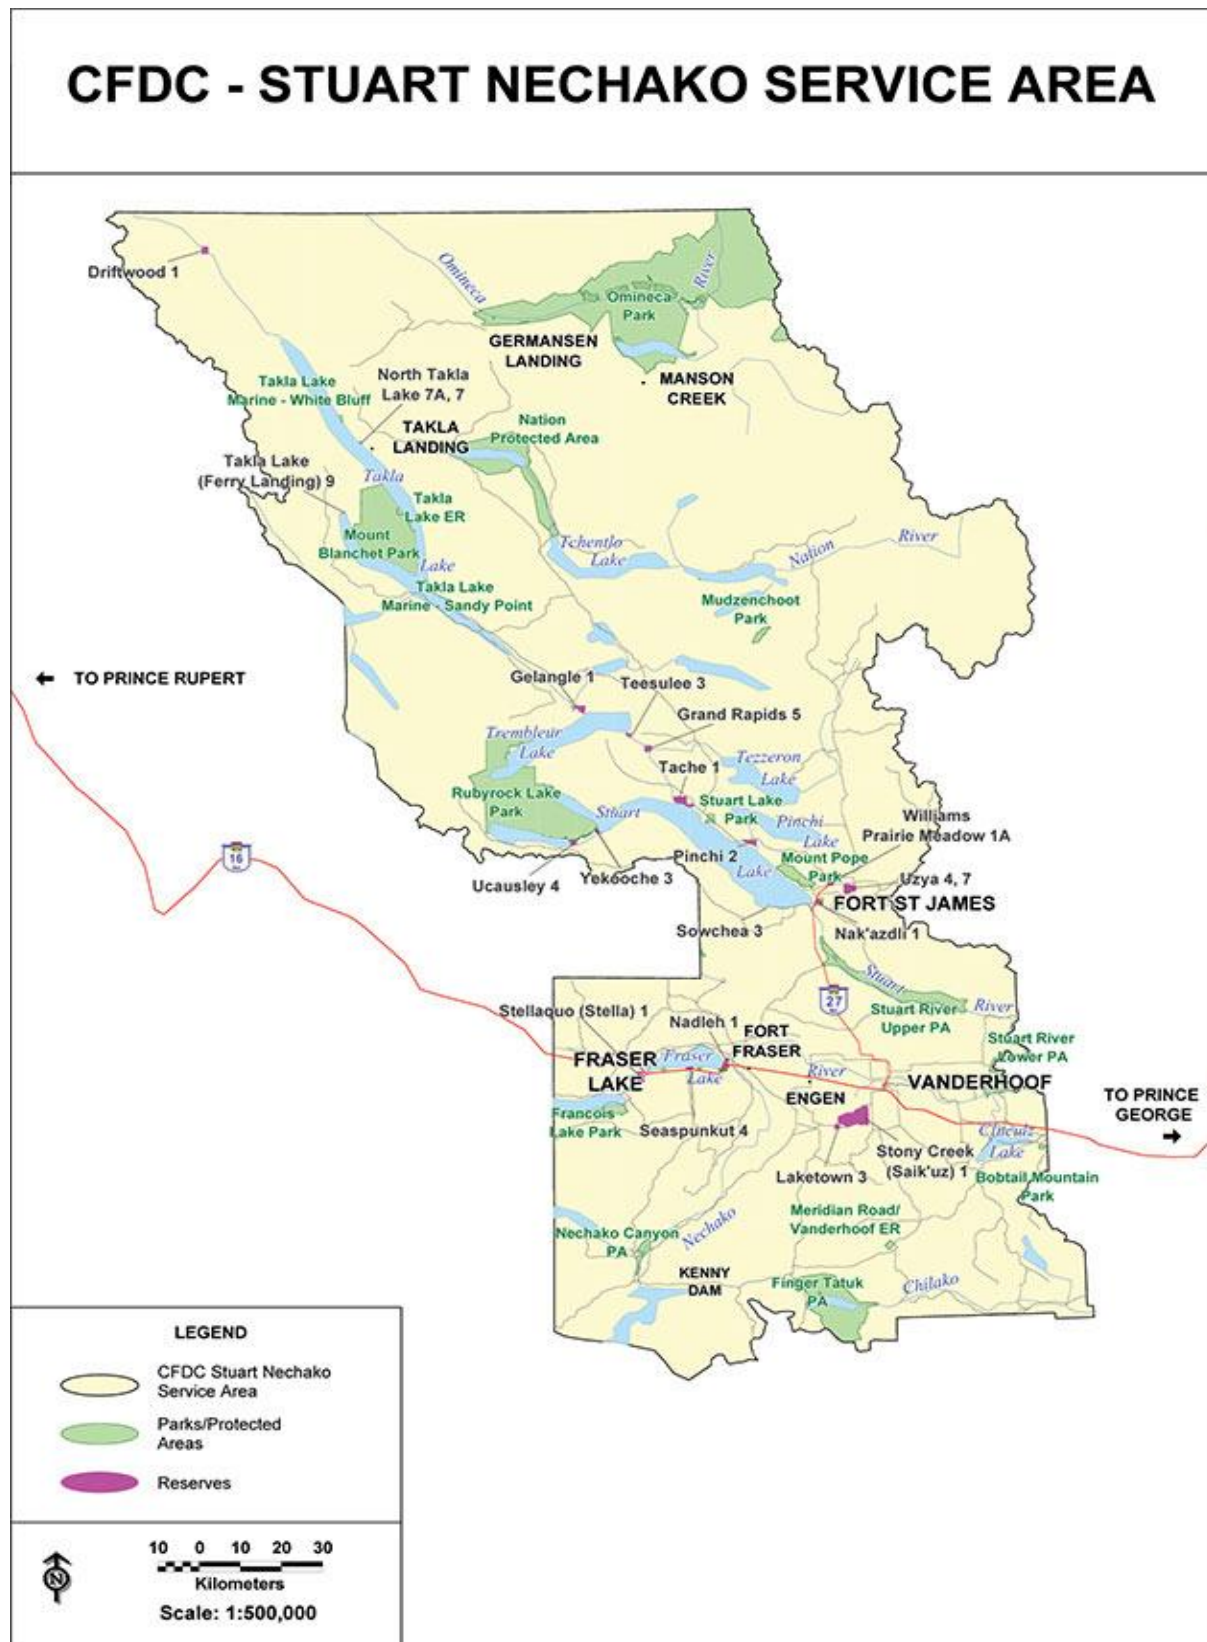 CFDC - STUART NECHAKO SERVICE AREA
Driftwood 1
Omineca
River
Omineca
Park
GERMANSEN
LANDING
MANSON
CREEK
Takla Lake
Marine - White Bluff
North Takla
Lake 7A, 7
TAKLA
LANDING
Nation
Protected Area
Takla Lake
(Ferry Landing) 9
Takla
Takla
Lake ER
Mount
Blanchet Park
Lake
Takla Lake
Marine - Sandy Point
Tchentlo
Lake
Nation
River
Mudzenchoot
Park
TO PRINCE RUPERT
Gelangle 1
Teesulee 3
Grand Rapids 5
Trembleur
Lake
Tezzeron
Lake
Tache 1
Rubyrock Lake
Park
Stuart
Stuart Lake
Park
Pinchi
Lake
Williams
Prairie Meadow 1A
Pinchi 2
Lake
Mount Pope
Park
Ucausley 4
Yekooche 3
Uzya 4, 7
FORT ST JAMES
Sowchea 3
Nak'azdli 1
16
27
Stuart
River
Stuart River
Upper PA
Stellaquo (Stella) 1
Nadleh 1
FORT
FRASER
Stuart River
Lower PA
FRASER
LAKE
Fraser
Lake
River
VANDERHOOF
ENGEN
TO PRINCE
GEORGE
Francois
Lake Park
Seaspunkut 4
Cinculz
Lake
Stony Creek
(Saik'uz) 1
Laketown 3
Bobtail Mountain
Park
Meridian Road/
Vanderhoof ER
Nechako Canyon
PA
Nechako
KENNY
DAM
Finger Tatuk
PA
Chilako
LEGEND
CFDC Stuart Nechako
Service Area
Parks/Protected
Areas
Reserves
N
10 0 10 20 30
Kilometers
Scale: 1:500,000